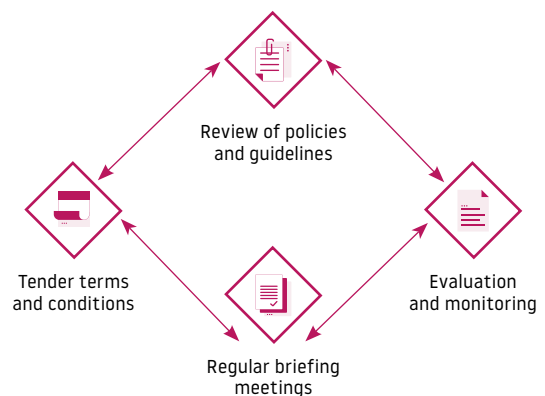 Review of policies
and guidelines
Tender terms
and conditions
Evaluation
and monitoring
Regular briefing
meetings